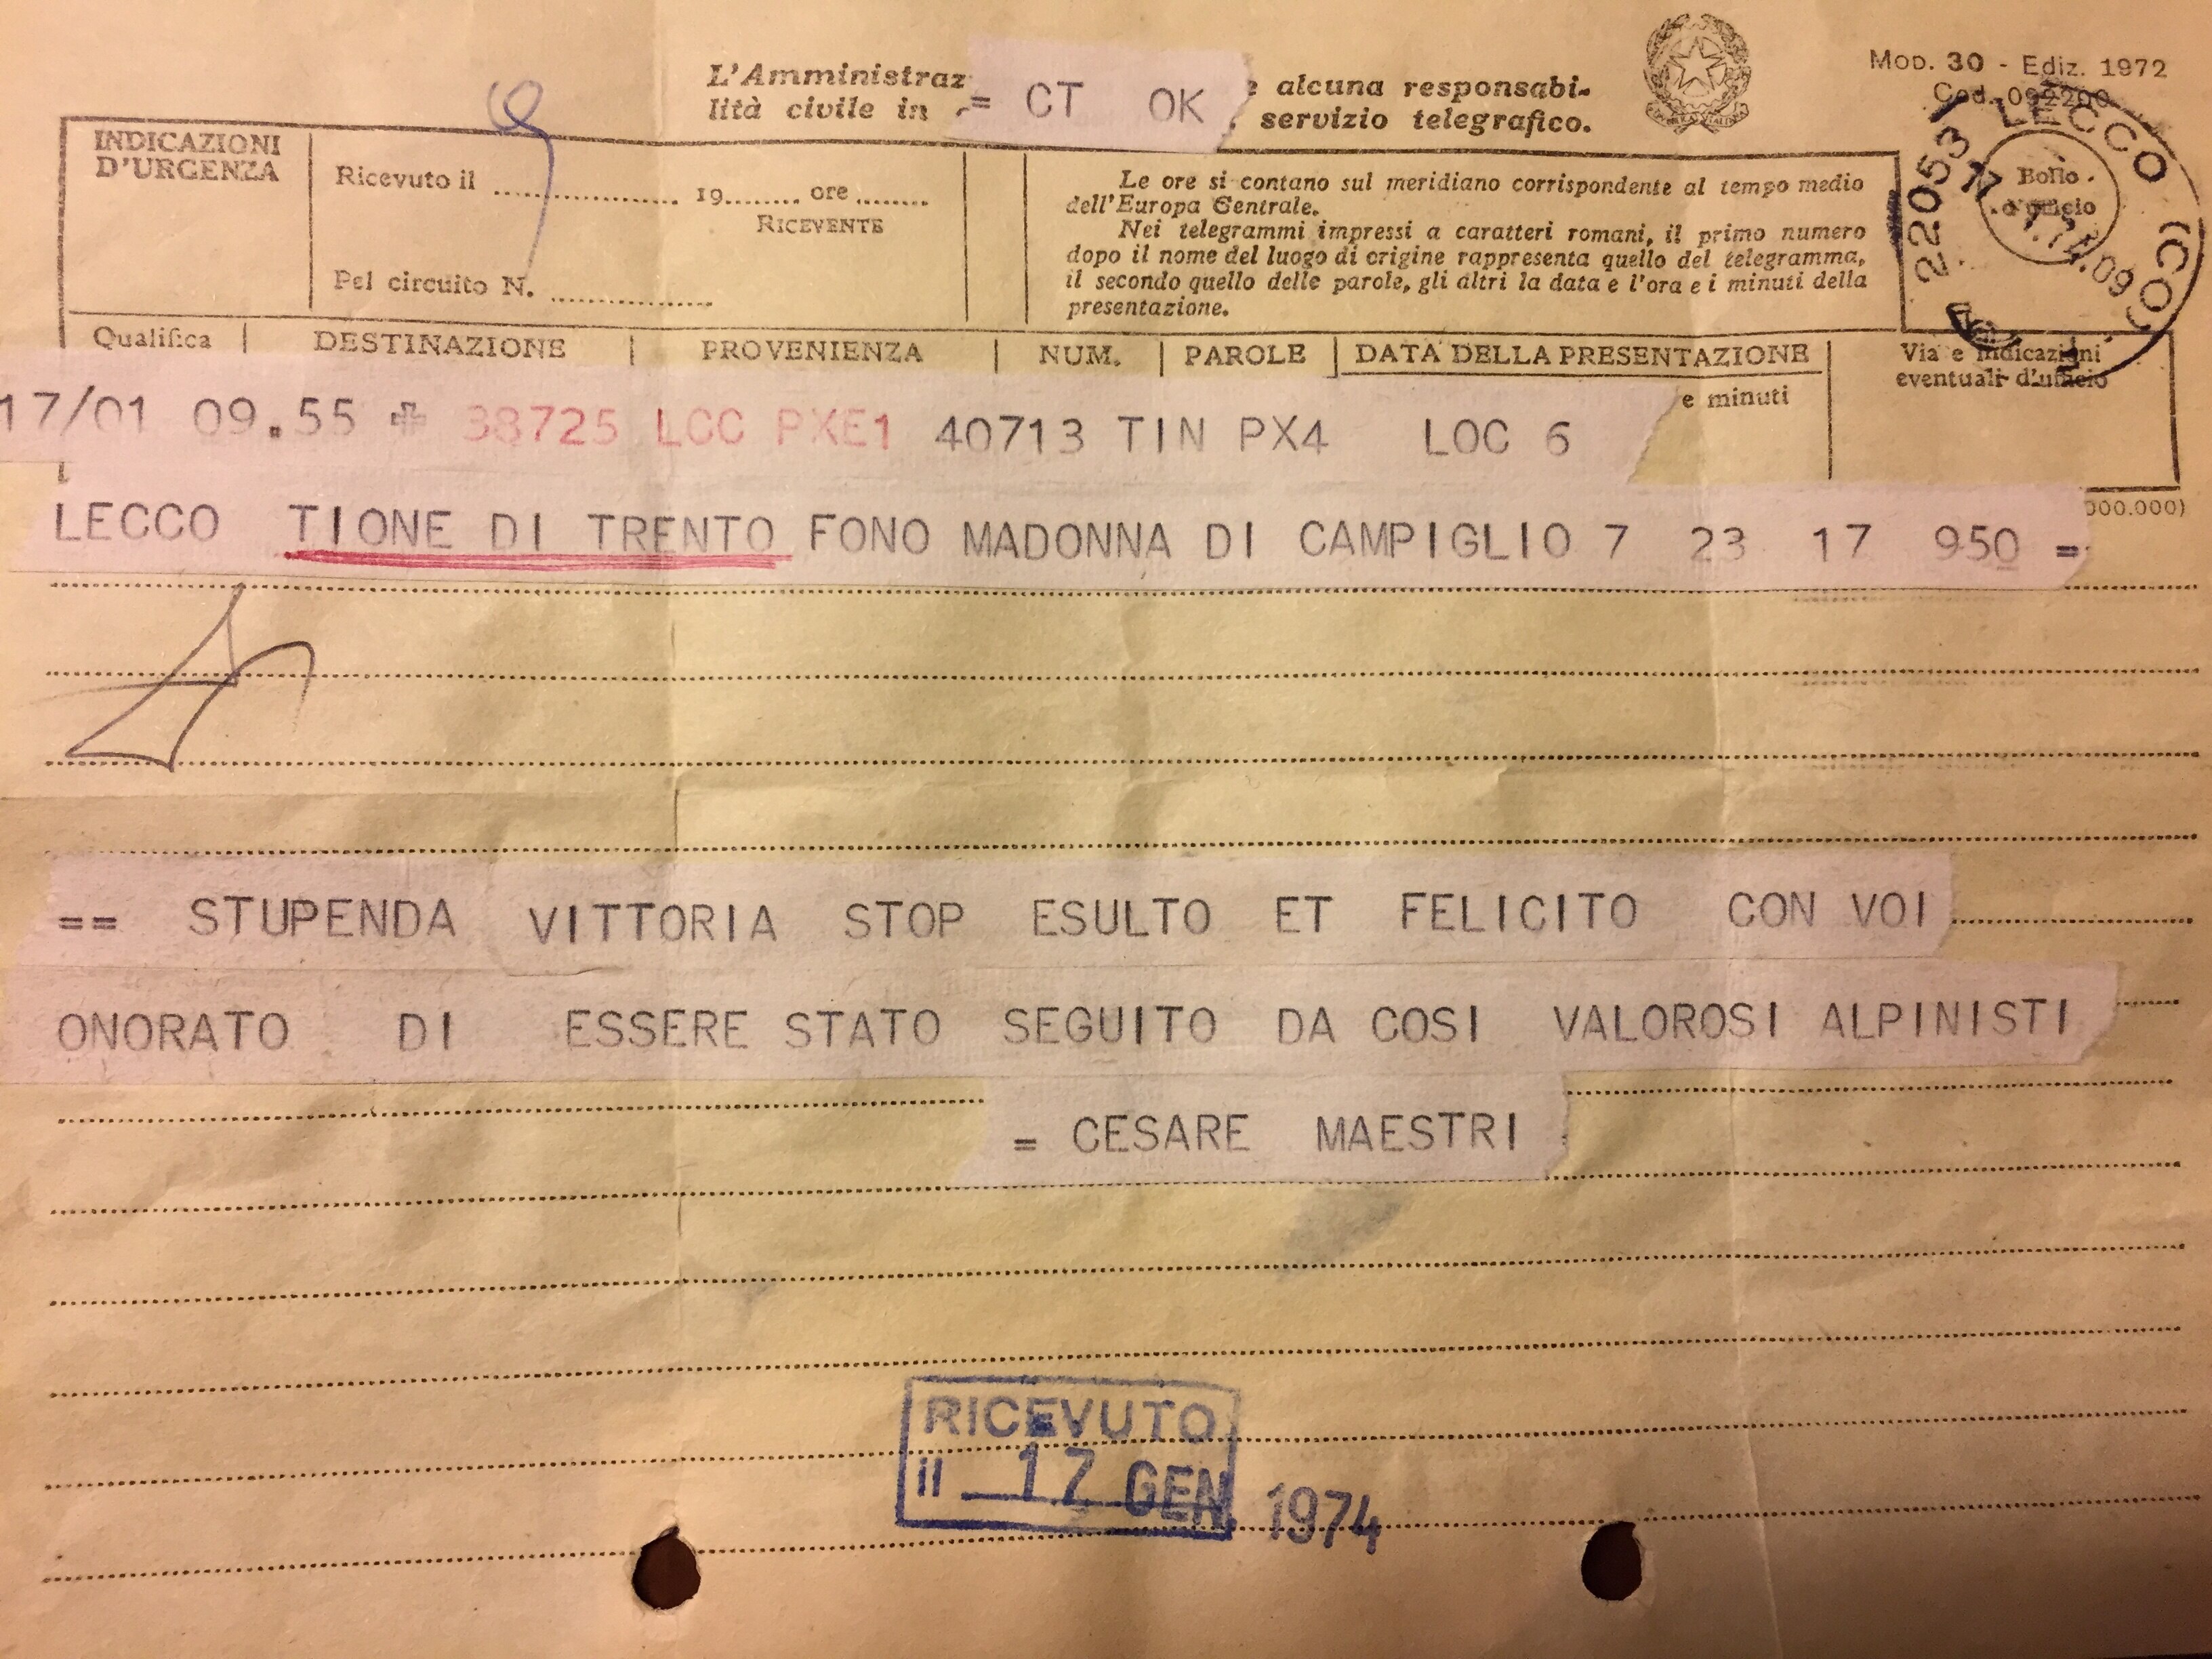 L'Amministraz = CT OK e alcuna responsabi-
lità civile in servizio telegrafico.
Mod. 30 - Ediz. 1972
Cod. 092200
INDICAZIONI
D'URGENZA
Ricevuto il 19 ore
RICEVENTE
Pel circuito N.
Le ore si contano sul meridiano corrispondente al tempo medio
dell'Europa Centrale.
Nei telegrammi impressi a caratteri romani, il primo numero
dopo il nome del luogo di origine rappresenta quello del telegramma,
il secondo quello delle parole, gli altri la data e l'ora e i minuti della
presentazione.
22053 LECCO (CO)
Bollo
d'ufficio
Qualifica DESTINAZIONE PROVENIENZA NUM. PAROLE DATA DELLA PRESENTAZIONE
Via e indicazioni
eventuali d'ufficio
e minuti
17/01 09.55 + 38725 LCC PXE1 40713 TIN PX4 LOC 6
000.000)
LECCO TIONE DI TRENTO FONO MADONNA DI CAMPIGLIO 7 23 17 950 =
== STUPENDA VITTORIA STOP ESULTO ET FELICITO CON VOI
ONORATO DI ESSERE STATO SEGUITO DA COSI VALOROSI ALPINISTI
= CESARE MAESTRI
RICEVUTO
il 17 GEN. 1974